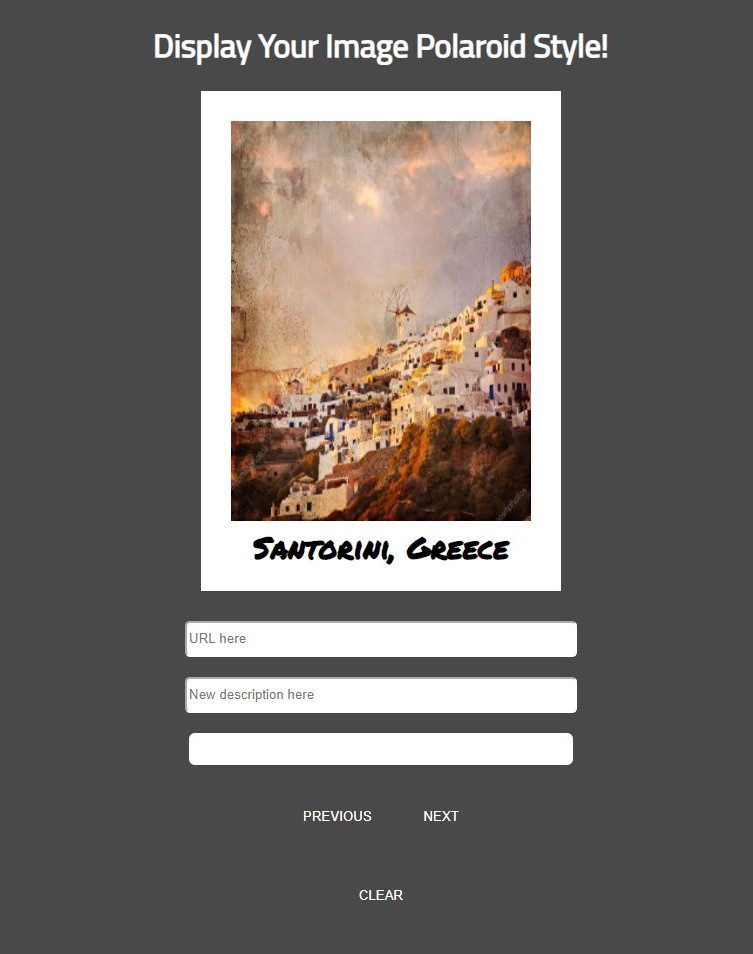 Display Your Image Polaroid Style!
Santorini, Greece
URL here
New description here
PREVIOUS NEXT
CLEAR